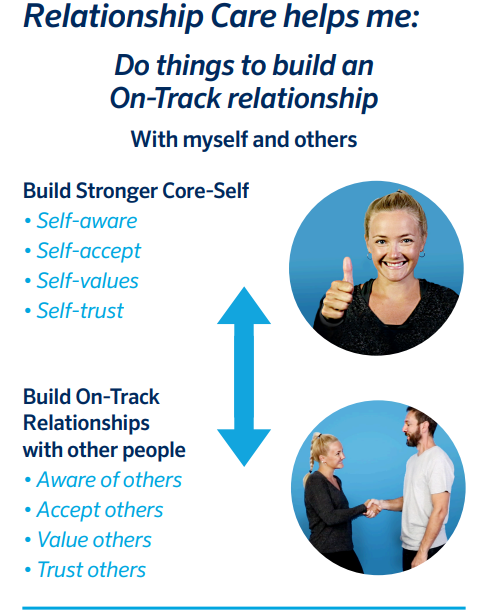 Relationship Care helps me:
Do things to build an
On-Track relationship
With myself and others
Build Stronger Core-Self
• Self-aware
• Self-accept
• Self-values
• Self-trust
Build On-Track
Relationships
with other people
• Aware of others
• Accept others
• Value others
• Trust others